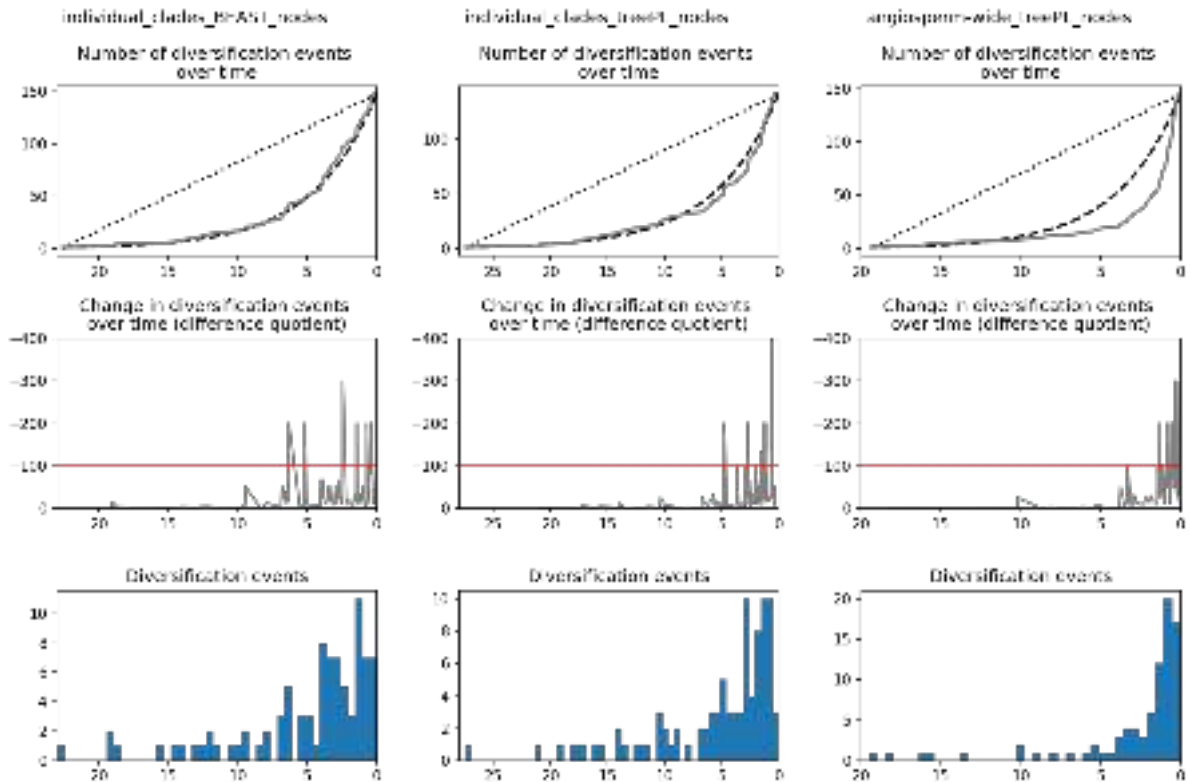 individual_clades_BEAST_nodes individual_clades_treePL_nodes angiosperm-wide_treePL_nodes
Number of diversification events Number of diversification events Number of diversification events
over time over time over time
150 150
100 100 100
50 50 50
0 0 0
20 15 10 5 0 25 20 15 10 5 0 20 15 10 5 0
Change in diversification events Change in diversification events Change in diversification events
over time (difference quotient) over time (difference quotient) over time (difference quotient)
−400 −400 −400
−300 −300 −300
−200 −200 −200
−100 −100 −100
0 0 0
20 15 10 5 0 25 20 15 10 5 0 20 15 10 5 0
Diversification events Diversification events Diversification events
10 10 20
8 8 15
6 6 10
4 4 5
2 2 0
0 0
20 15 10 5 0 25 20 15 10 5 0 20 15 10 5 0